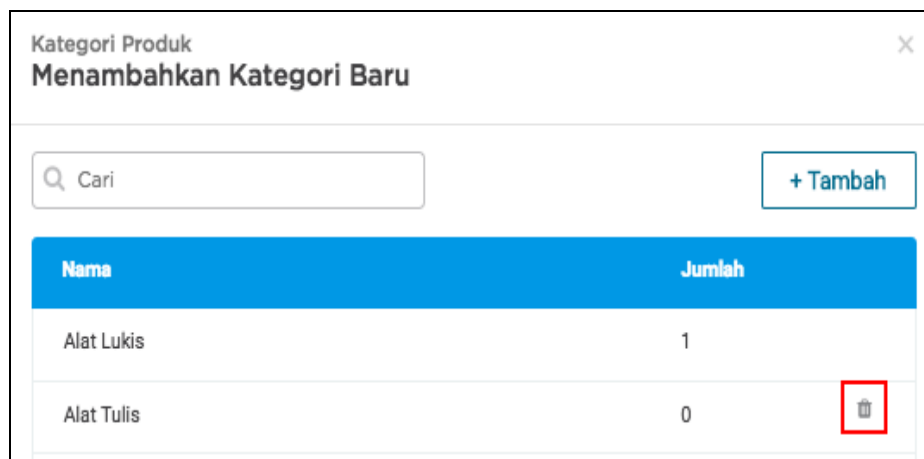 Kategori Produk
Menambahkan Kategori Baru
Cari
+ Tambah
Nama Jumlah
Alat Lukis 1
Alat Tulis 0